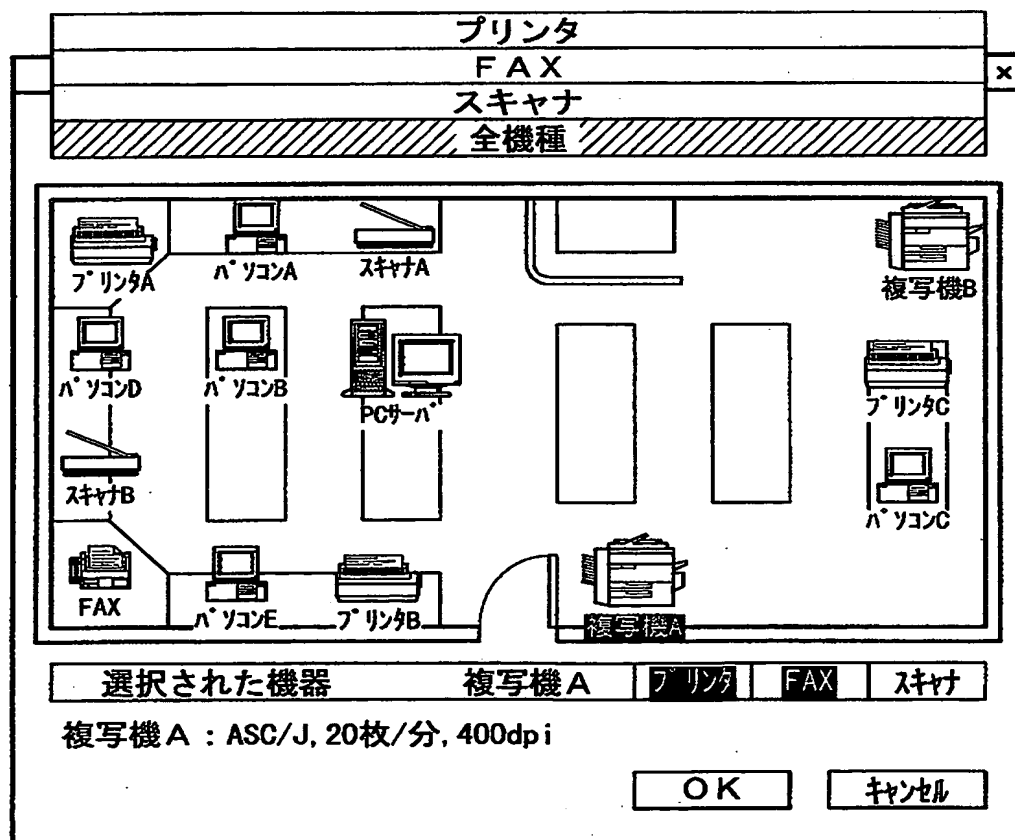 プリンタ
ＦＡＸ
×
スキャナ
全機種
プリンタA
パソコンA
スキャナA
複写機B
パソコンD
パソコンB
PCサーバ
プリンタC
スキャナB
パソコンC
FAX
パソコンE
プリンタB
複写機A
選択された機器 複写機Ａ プリンタ FAX スキャナ
複写機Ａ：ASC/J,20枚/分,400dpi
ＯＫ キャンセル